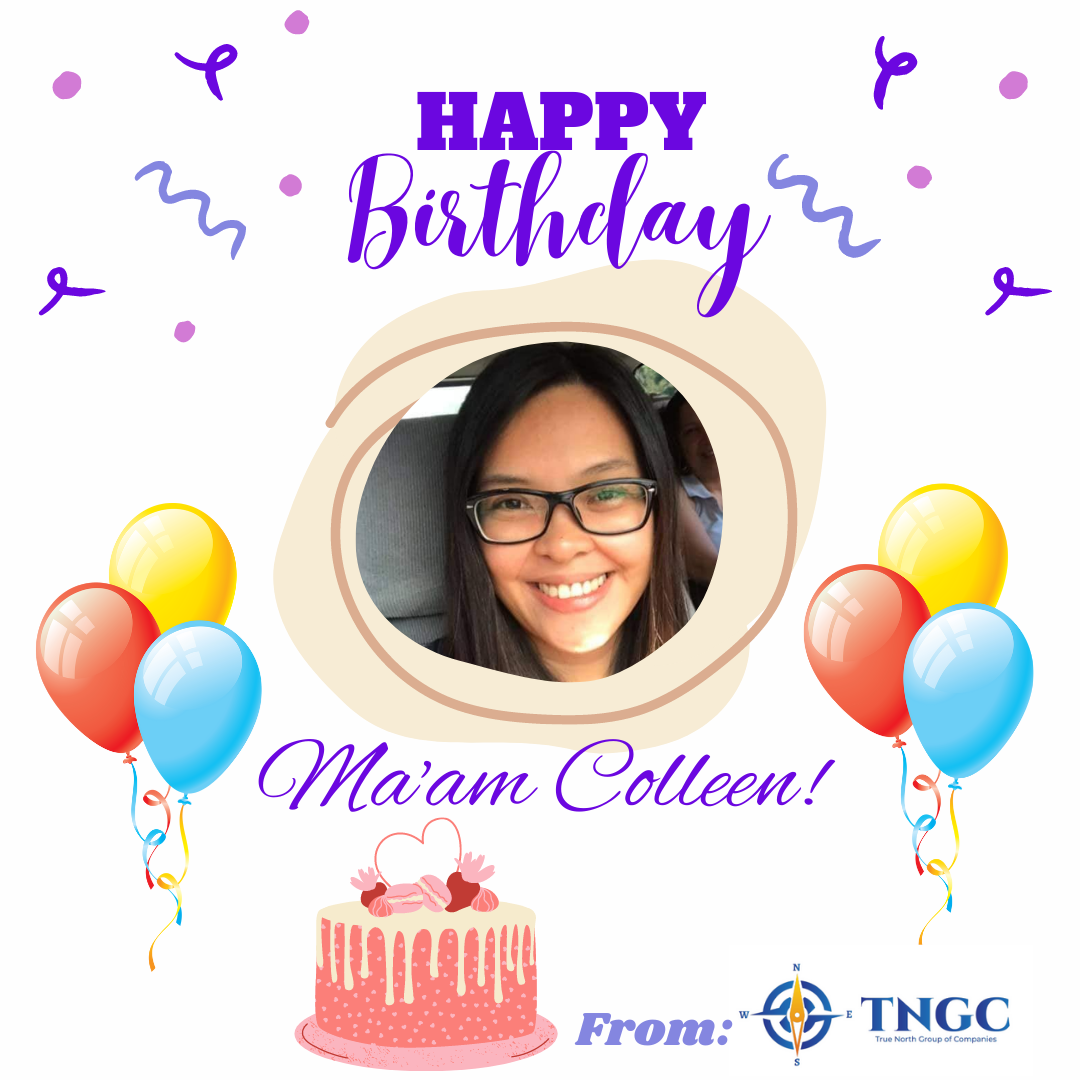 HAPPY
Birthday
Ma'am Colleen!
From:
N
W E
S
TNGC
True North Group of Companies